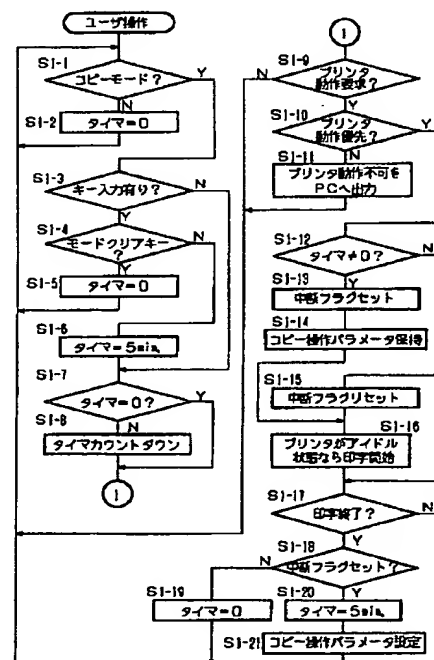 ユーザ操作
S1-1
コピーモード?
Y
N
S1-2
タイマ=0
S1-3
キー入力有り?
N
Y
S1-4
モードクリアキー
?
N
Y
S1-5
タイマ=0
S1-6
タイマ=5min.
S1-7
タイマ=0?
Y
S1-8
N
タイマカウントダウン
1
1
S1-9
N
プリンタ
動作要求?
Y
S1-10
プリンタ
動作優先?
Y
S1-11
N
プリンタ動作不可を
PCへ出力
S1-12
タイマ≠0?
N
S1-13
Y
中断フラグセット
S1-14
コピー操作パラメータ保持
S1-15
中断フラグリセット
S1-16
プリンタがアイドル
状態なら印字開始
S1-17
印字終了?
N
Y
S1-18
N
中断フラグセット?
S1-19
タイマ=0
Y
S1-20
タイマ=5min.
S1-21
コピー操作パラメータ設定